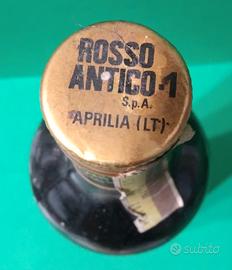 ROSSO
ANTICO-1
S.p.A.
APRILIA (LT)
subito